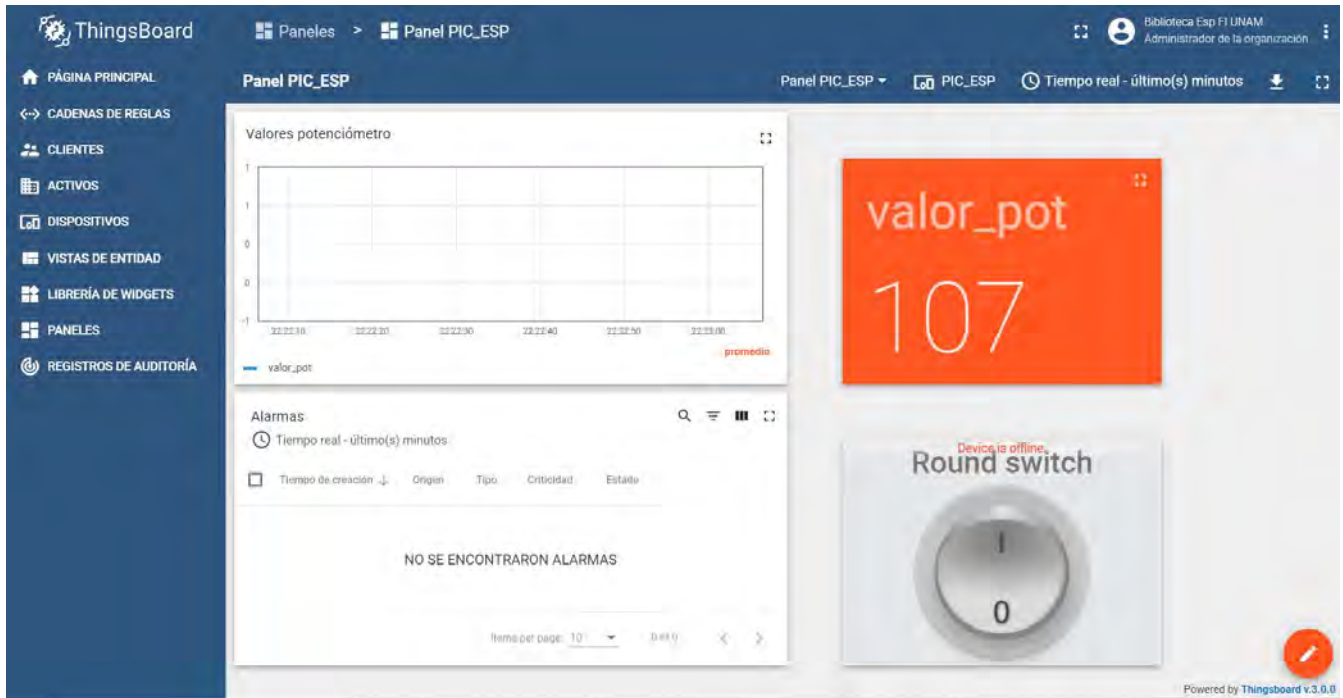 ThingsBoard
Paneles > Panel PIC_ESP
Biblioteca Esp FI UNAM
Administrador de la organización
PÁGINA PRINCIPAL
CADENAS DE REGLAS
CLIENTES
ACTIVOS
DISPOSITIVOS
VISTAS DE ENTIDAD
LIBRERÍA DE WIDGETS
PANELES
REGISTROS DE AUDITORÍA
Panel PIC_ESP
Panel PIC_ESP
PIC_ESP
Tiempo real - último(s) minutos
Valores potenciómetro
1
1
0
0
-1
22:22:10 22:22:20 22:22:30 22:22:40 22:22:50 22:23:00
promedio
valor_pot
valor_pot
107
Alarmas
Tiempo real - último(s) minutos
Tiempo de creación Origen Tipo Criticidad Estado
NO SE ENCONTRARON ALARMAS
Items per page: 10 0 of 0
Device is offline.
Round switch
I
0
Powered by Thingsboard v.3.0.0